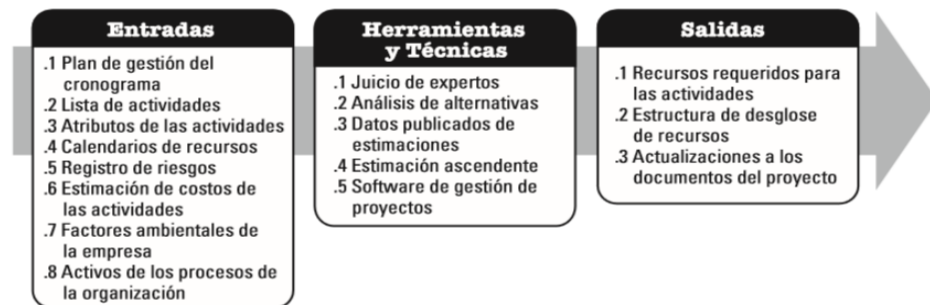 Entradas
.1 Plan de gestión del
cronograma
.2 Lista de actividades
.3 Atributos de las actividades
.4 Calendarios de recursos
.5 Registro de riesgos
.6 Estimación de costos de
las actividades
.7 Factores ambientales de
la empresa
.8 Activos de los procesos de
la organización
Herramientas
y Técnicas
.1 Juicio de expertos
.2 Análisis de alternativas
.3 Datos publicados de
estimaciones
.4 Estimación ascendente
.5 Software de gestión de
proyectos
Salidas
.1 Recursos requeridos para
las actividades
.2 Estructura de desglose
de recursos
.3 Actualizaciones a los
documentos del proyecto